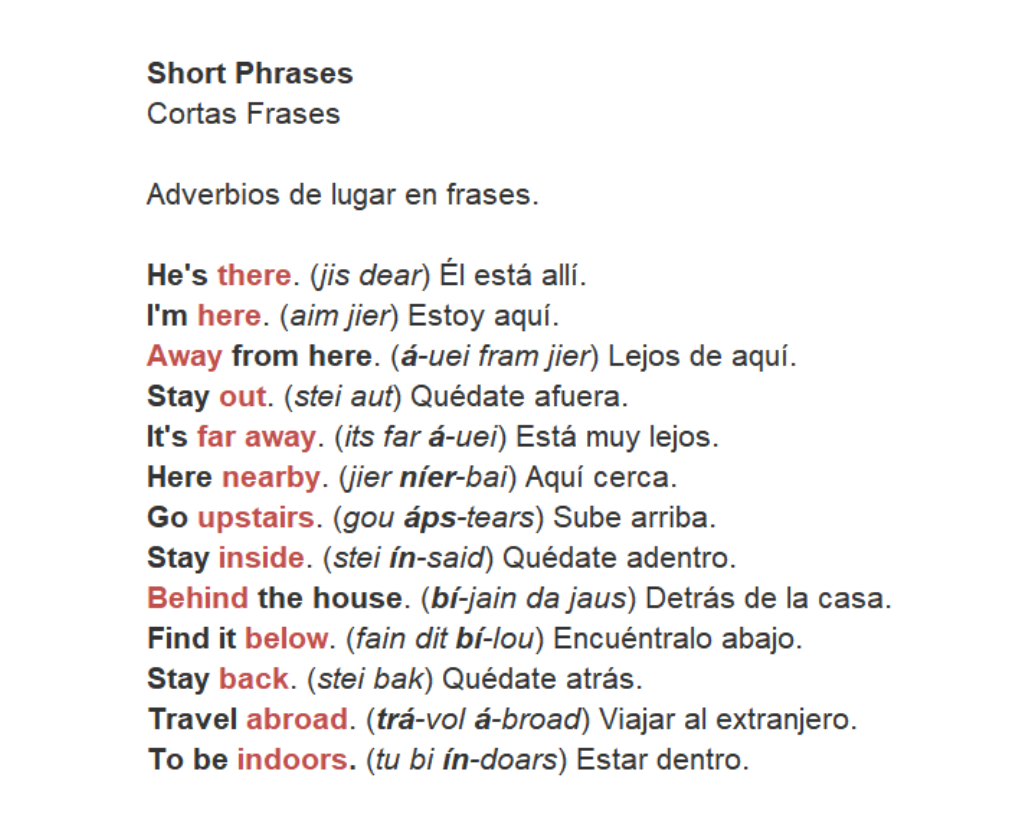 Short Phrases
Cortas Frases
Adverbios de lugar en frases.
He's there. (jis dear) Él está allí.
I'm here. (aim jier) Estoy aquí.
Away from here. (á-uei fram jier) Lejos de aquí.
Stay out. (stei aut) Quédate afuera.
It's far away. (its far á-uei) Está muy lejos.
Here nearby. (jier níer-bai) Aquí cerca.
Go upstairs. (gou áps-tears) Sube arriba.
Stay inside. (stei ín-said) Quédate adentro.
Behind the house. (bí-jain da jaus) Detrás de la casa.
Find it below. (fain dit bí-lou) Encuéntralo abajo.
Stay back. (stei bak) Quédate atrás.
Travel abroad. (trá-vol á-broad) Viajar al extranjero.
To be indoors. (tu bi ín-doars) Estar dentro.